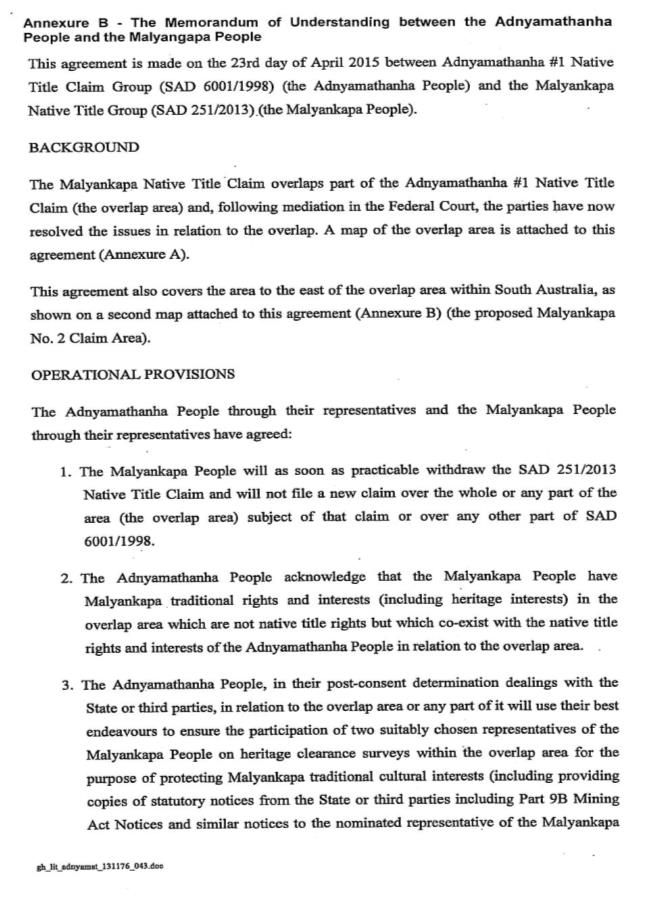 Annexure B - The Memorandum of Understanding between the Adnyamathanha
People and the Malyangapa People
This agreement is made on the 23rd day of April 2015 between Adnyamathanha #1 Native
Title Claim Group (SAD 6001/1998) (the Adnyamathanha People) and the Malyankapa
Native Title Group (SAD 251/2013) (the Malyankapa People).
BACKGROUND
The Malyankapa Native Title Claim overlaps part of the Adnyamathanha #1 Native Title
Claim (the overlap area) and, following mediation in the Federal Court, the parties have now
resolved the issues in relation to the overlap. A map of the overlap area is attached to this
agreement (Annexure A).
This agreement also covers the area to the east of the overlap area within South Australia, as
shown on a second map attached to this agreement (Annexure B) (the proposed Malyankapa
No. 2 Claim Area).
OPERATIONAL PROVISIONS
The Adnyamathanha People through their representatives and the Malyankapa People
through their representatives have agreed:
1. The Malyankapa People will as soon as practicable withdraw the SAD 251/2013
Native Title Claim and will not file a new claim over the whole or any part of the
area (the overlap area) subject of that claim or over any other part of SAD
6001/1998.
2. The Adnyamathanha People acknowledge that the Malyankapa People have
Malyankapa traditional rights and interests (including heritage interests) in the
overlap area which are not native title rights but which co-exist with the native title
rights and interests of the Adnyamathanha People in relation to the overlap area.
3. The Adnyamathanha People, in their post-consent determination dealings with the
State or third parties, in relation to the overlap area or any part of it will use their best
endeavours to ensure the participation of two suitably chosen representatives of the
Malyankapa People on heritage clearance surveys within the overlap area for the
purpose of protecting Malyankapa traditional cultural interests (including providing
copies of statutory notices from the State or third parties including Part 9B Mining
Act Notices and similar notices to the nominated representative of the Malyankapa
gh_lit_adnyamat_131176_043.doc